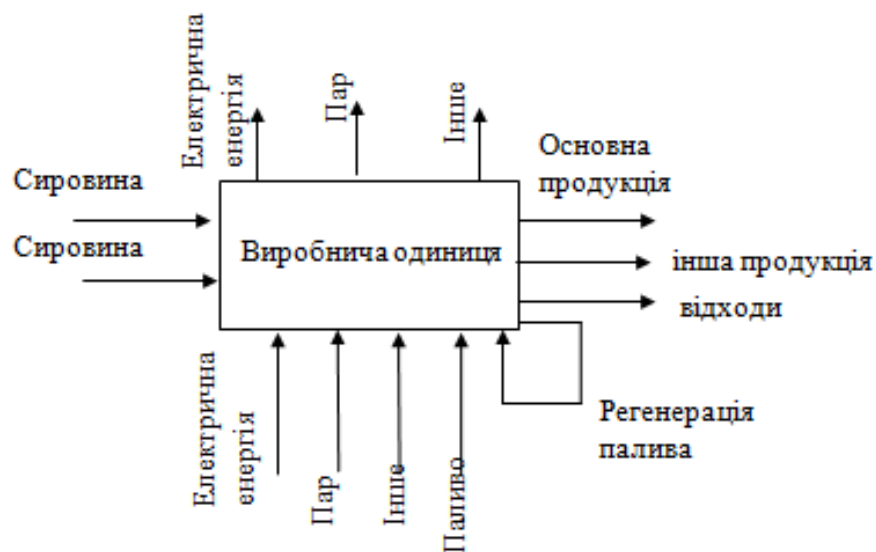 Електрична
енергія
Пар
Інше
Сировина
Сировина
Виробнича одиниця
Основна
продукція
інша продукція
відходи
Регенерація
палива
Електрична
енергія
Пар
Інше
Паливо